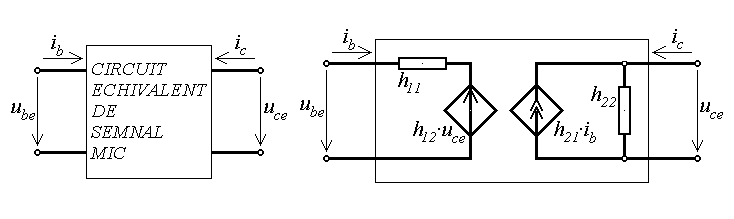 i_b
i_c
CIRCUIT
ECHIVALENT
DE
SEMNAL
MIC
u_be
u_ce
i_b
i_c
h_11
u_be
h_12·u_ce
h_21·i_b
h_22
u_ce